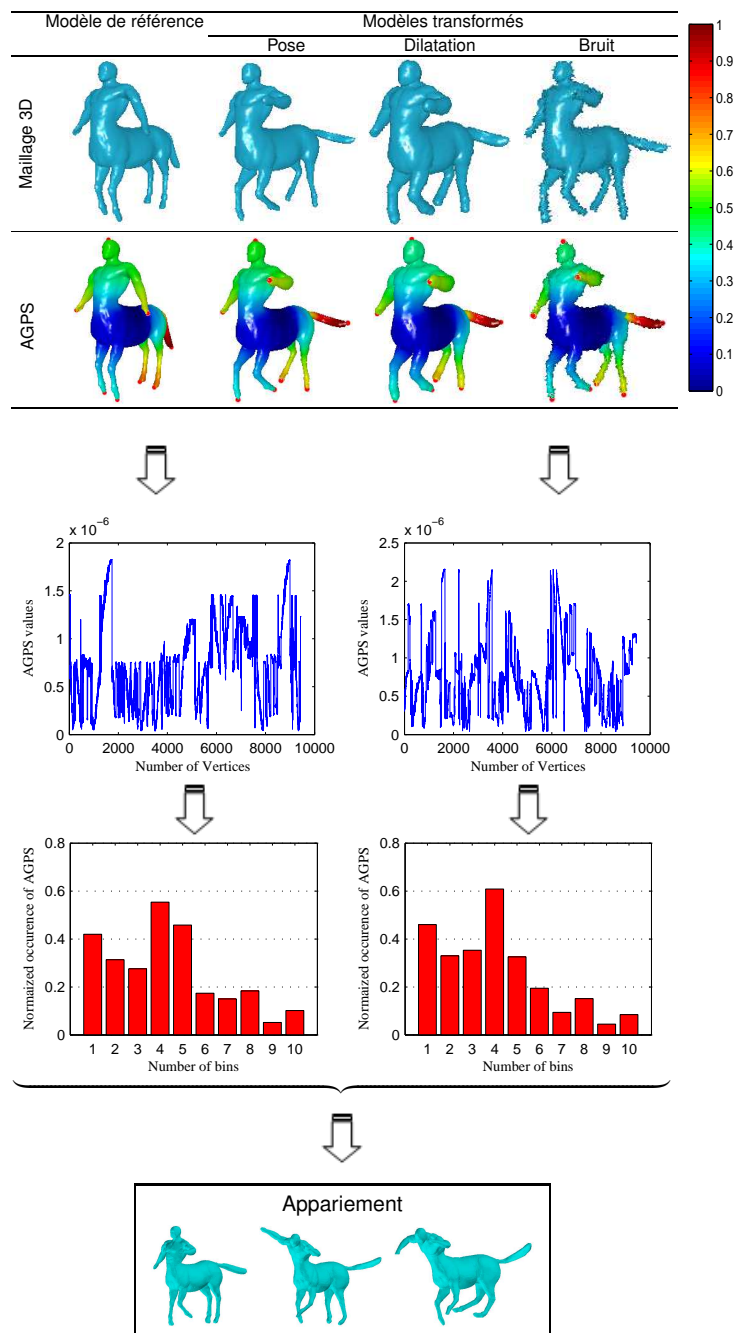 Modèle de référence
Modèles transformés
Pose
Dilatation
Bruit
Maillage 3D
AGPS
1
0.9
0.8
0.7
0.6
0.5
0.4
0.3
0.2
0.1
0
x 10⁻⁶
2
1.5
1
0.5
0
AGPS values
0 2000 4000 6000 8000 10000
Number of Vertices
x 10⁻⁶
2.5
2
1.5
1
0.5
0
AGPS values
0 2000 4000 6000 8000 10000
Number of Vertices
0.8
0.6
0.4
0.2
0
Normaized occurence of AGPS
1 2 3 4 5 6 7 8 9 10
Number of bins
0.8
0.6
0.4
0.2
0
Normaized occurence of AGPS
1 2 3 4 5 6 7 8 9 10
Number of bins
Appariement